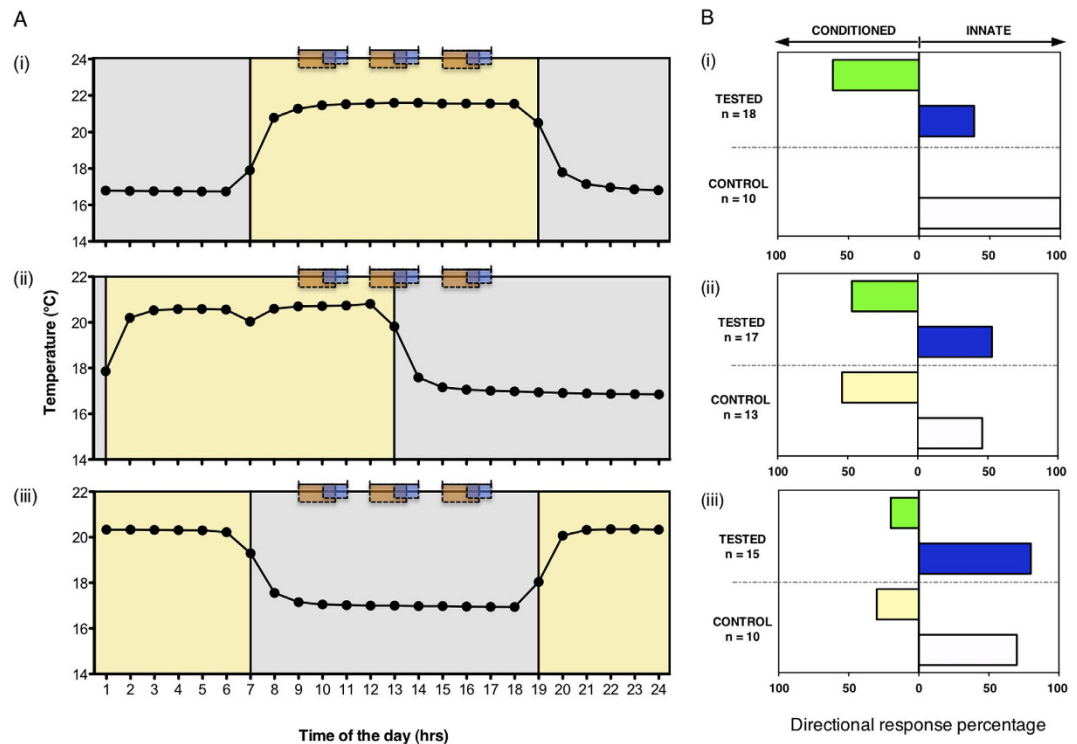 A
(i)
24
22
20
18
16
14
(ii)
22
20
18
16
14
(iii)
22
20
18
16
14
Temperature (°C)
1 2 3 4 5 6 7 8 9 10 11 12 13 14 15 16 17 18 19 20 21 22 23 24
Time of the day (hrs)
B
CONDITIONED INNATE
(i)
TESTED
n = 18
CONTROL
n = 10
100 50 0 50 100
(ii)
TESTED
n = 17
CONTROL
n = 13
100 50 0 50 100
(iii)
TESTED
n = 15
CONTROL
n = 10
100 50 0 50 100
Directional response percentage